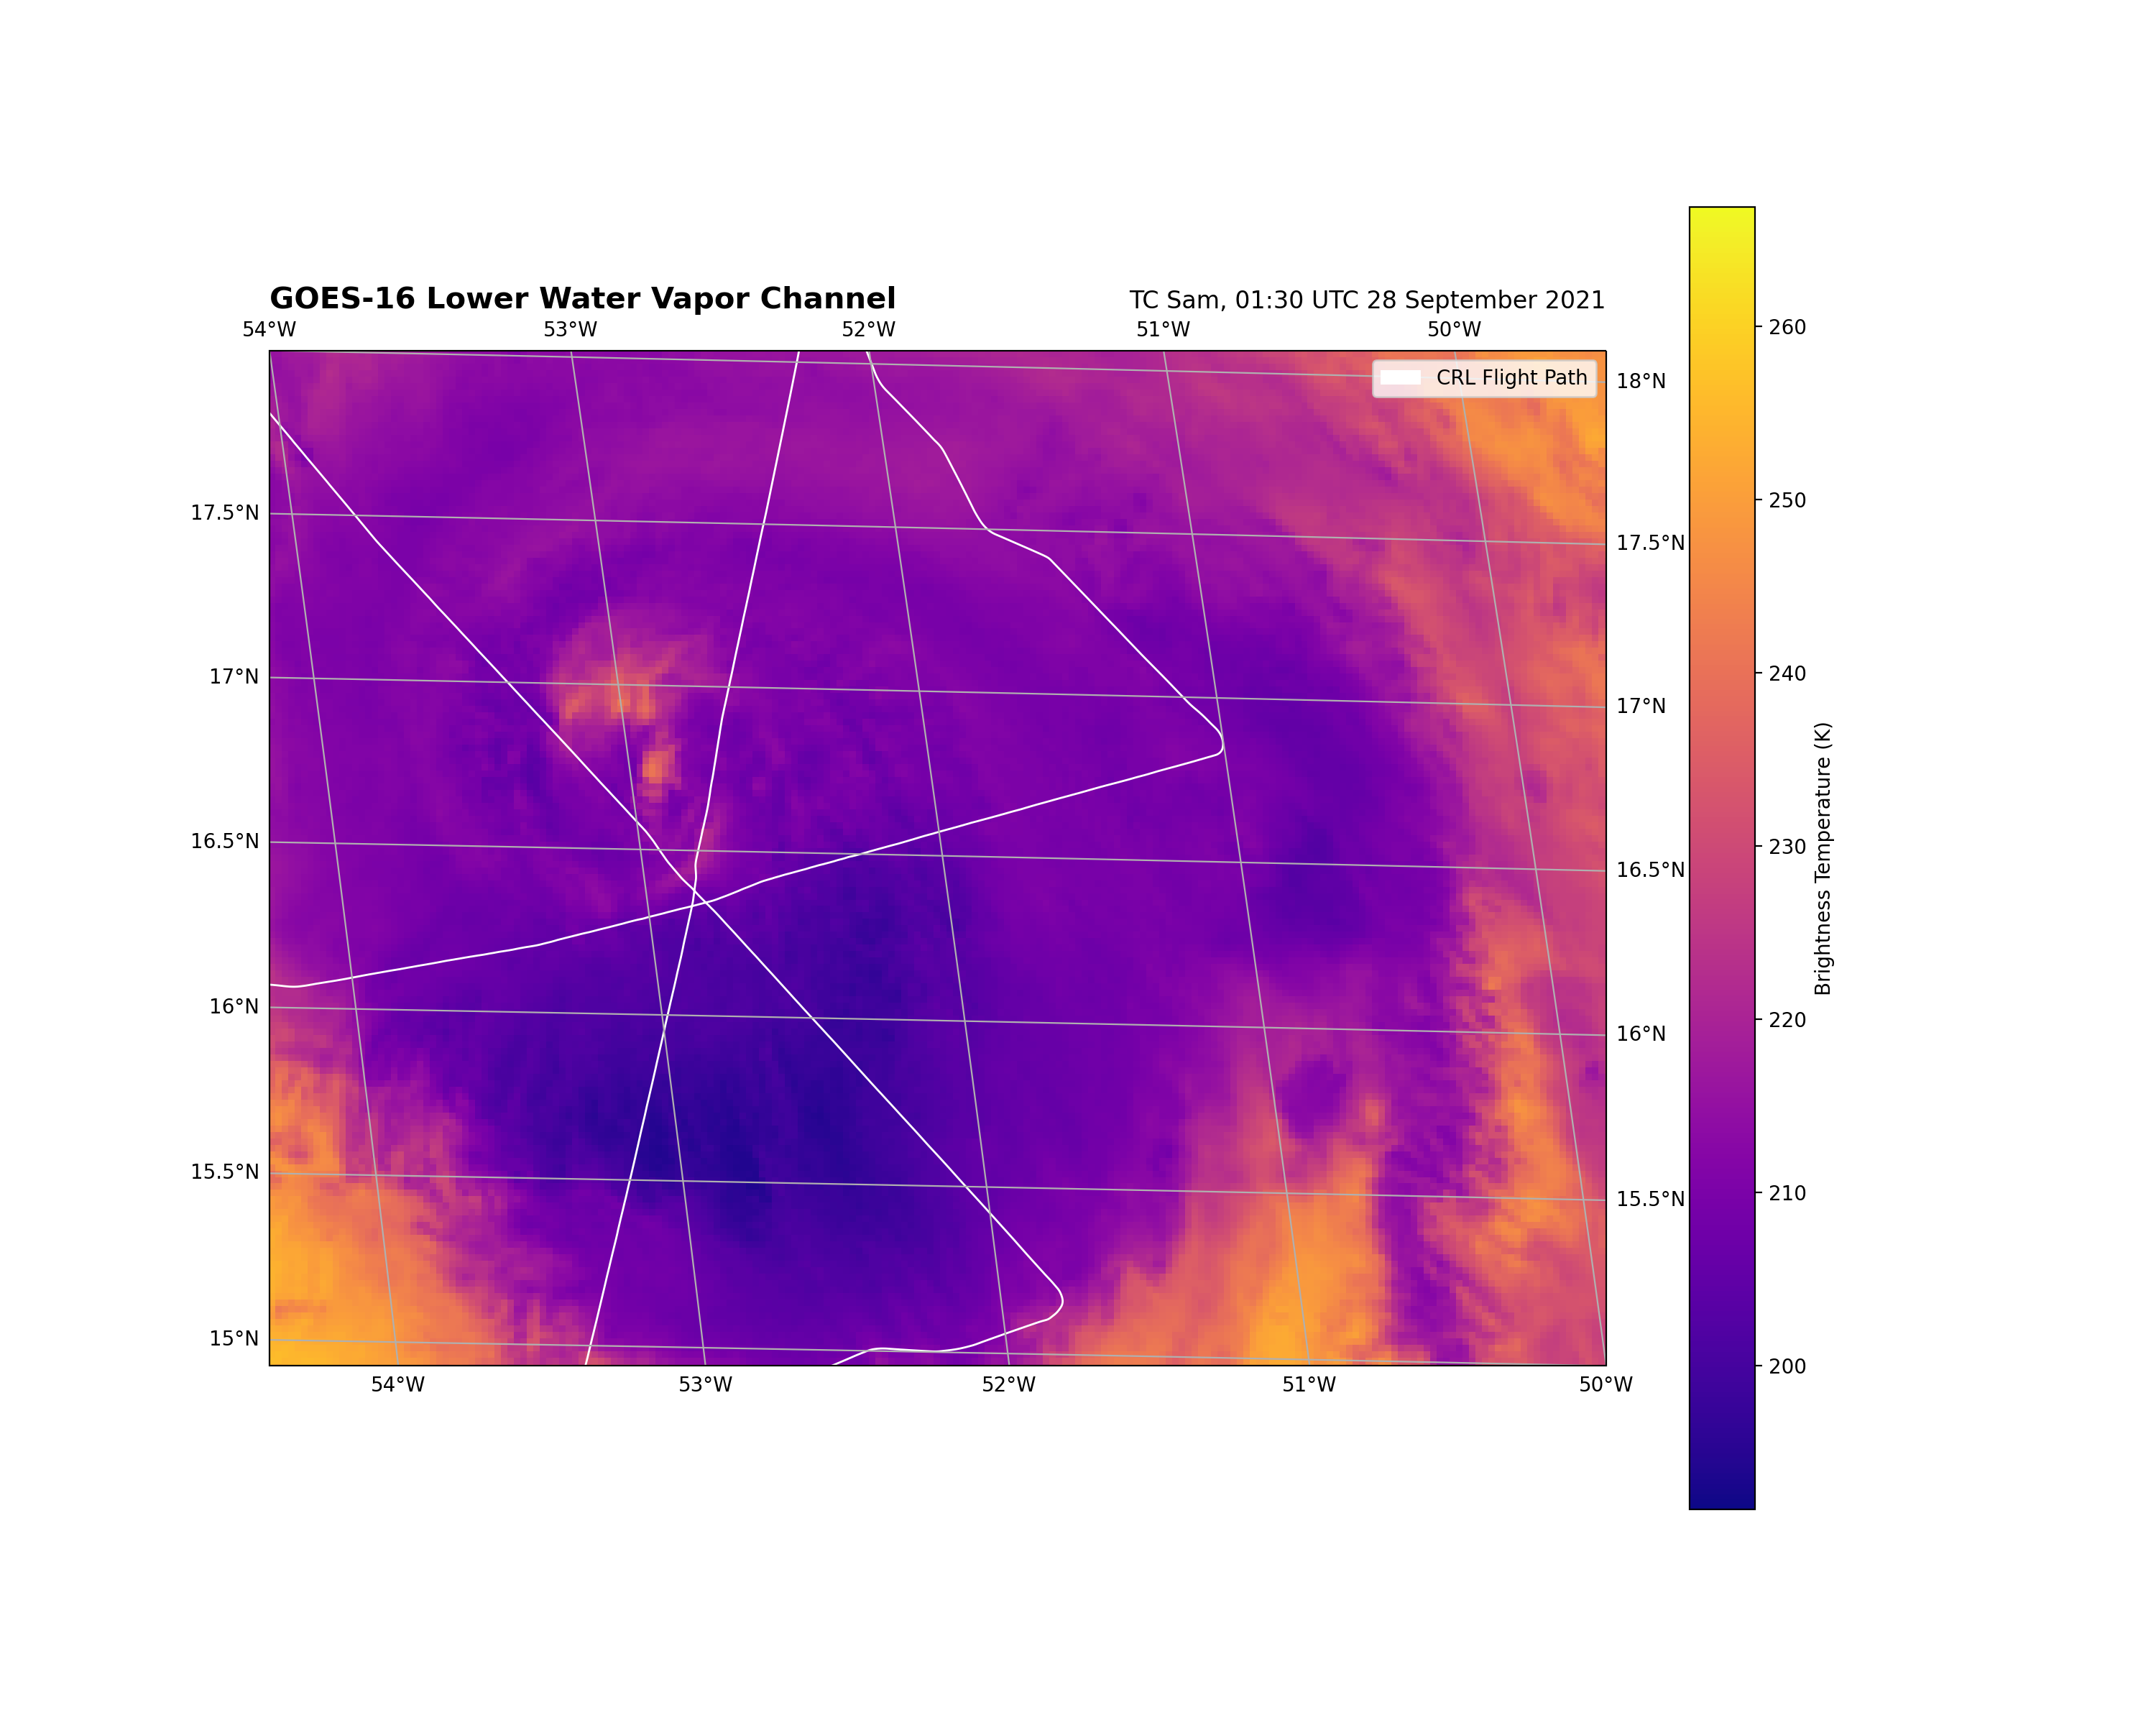 GOES-16 Lower Water Vapor Channel
TC Sam, 01:30 UTC 28 September 2021
54°W 53°W 52°W 51°W 50°W
CRL Flight Path
18°N
17.5°N
17.5°N
17°N
17°N
16.5°N
16.5°N
16°N
16°N
15.5°N
15.5°N
15°N
54°W 53°W 52°W 51°W 50°W
260
250
240
230
220
210
200
Brightness Temperature (K)